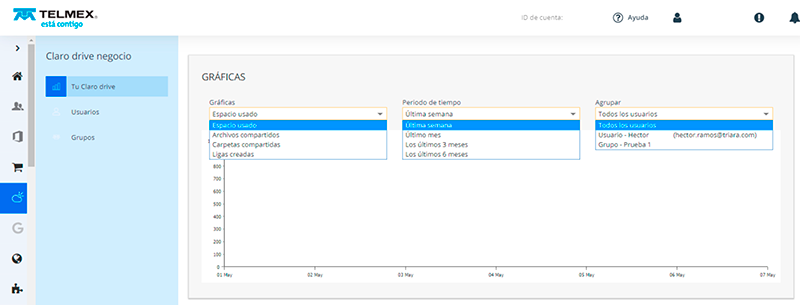 TELMEX®
está contigo
ID de cuenta:
Ayuda
Claro drive negocio
Tu Claro drive
Usuarios
Grupos
GRÁFICAS
Gráficas
Espacio usado
Espacio usado
Archivos compartidos
Carpetas compartidas
Ligas creadas
Periodo de tiempo
Última semana
Última semana
Último mes
Los últimos 3 meses
Los últimos 6 meses
Agrupar
Todos los usuarios
Todos los usuarios
Usuario - Hector (hector.ramos@triara.com)
Grupo - Prueba 1
800
700
600
500
400
300
200
100
0
01 May 02 May 03 May 04 May 05 May 06 May 07 May